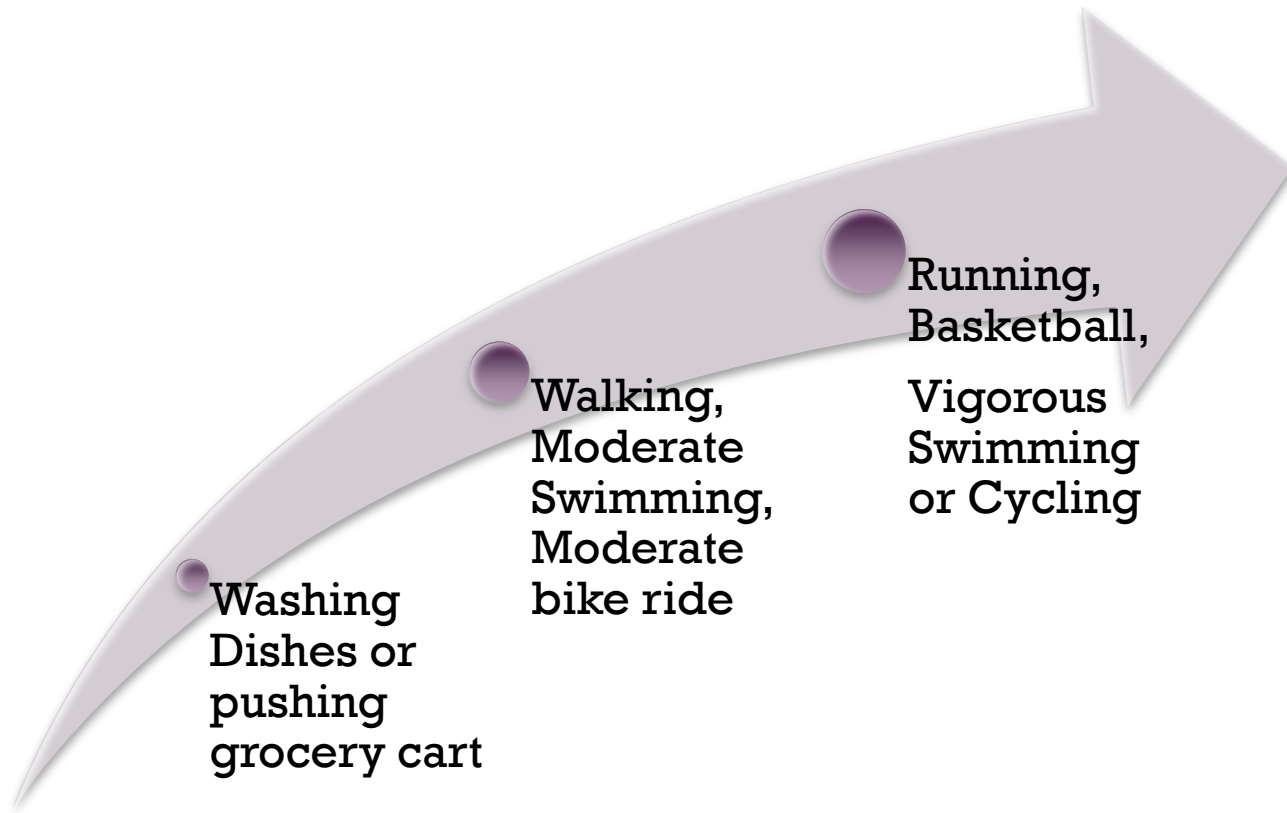 Washing
Dishes or
pushing
grocery cart
Walking,
Moderate
Swimming,
Moderate
bike ride
Running,
Basketball,
Vigorous
Swimming
or Cycling